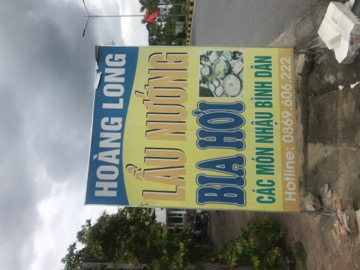 HOÀNG LONG
LẨU NƯỚNG
BIA HƠI
CÁC MÓN NHẬU BÌNH DÂN
Hotline: 0869.606.222